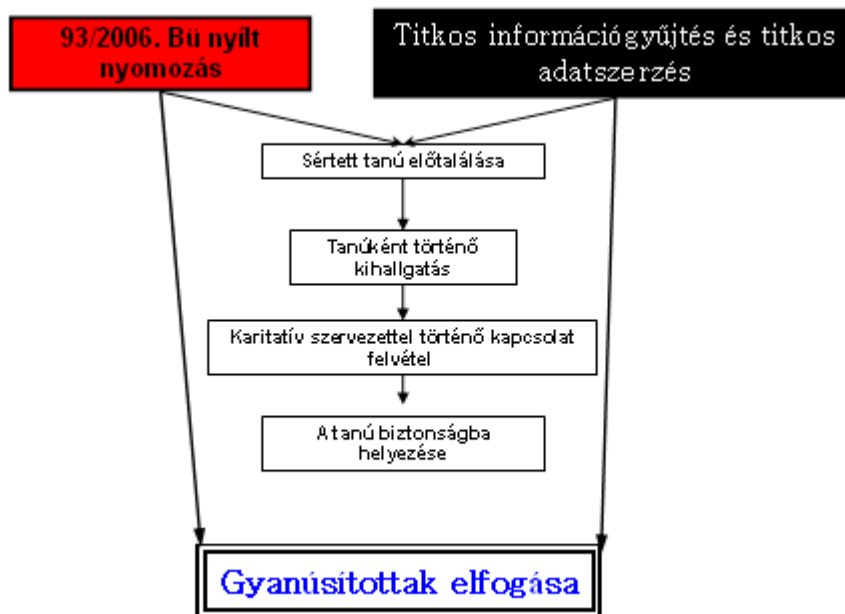 93/2006. Bü nyílt
nyomozás
Titkos információgyűjtés és titkos
adatszerzés
Sértett tanú előtalálása
Tanúként történő
kihallgatás
Karitatív szervezettel történő kapcsolat
felvétel
A tanú biztonságba
helyezése
Gyanúsítottak elfogása